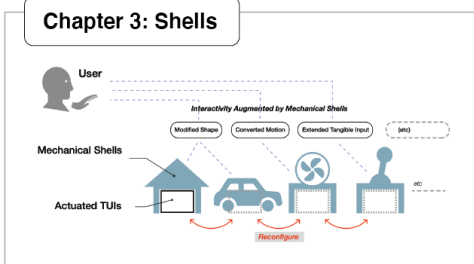 Chapter 3: Shells
User
Interactivity Augmented by Mechanical Shells
Modified Shape
Converted Motion
Extended Tangible Input
(etc)
Mechanical Shells
etc
Actuated TUIs
Reconfigure